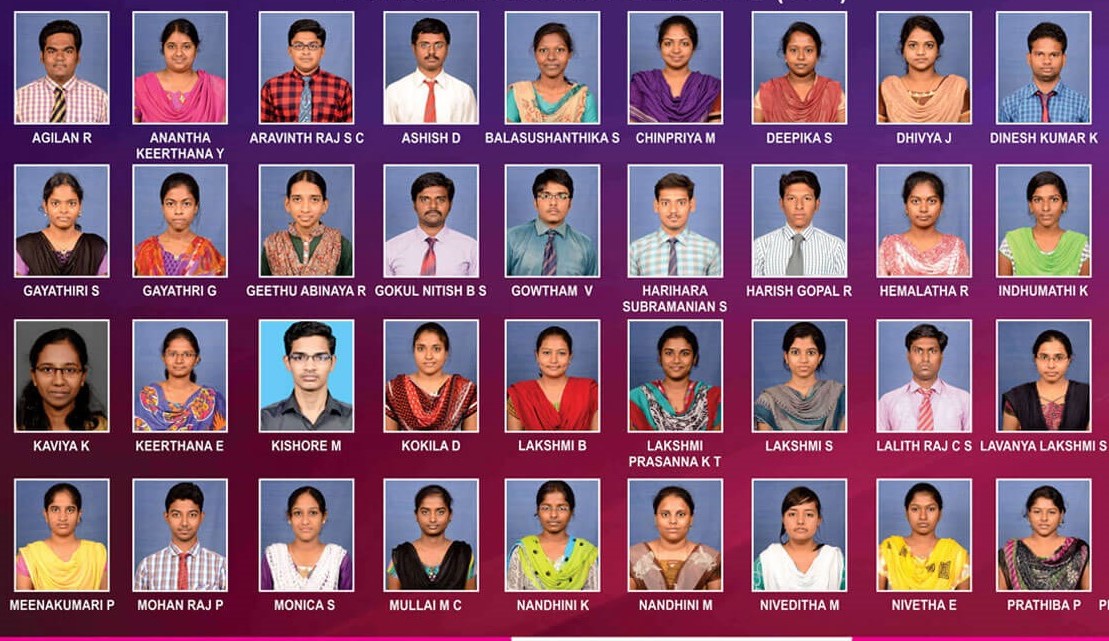 AGILAN R
ANANTHA
KEERTHANA Y
ARAVINTH RAJ S C
ASHISH D
BALASUSHANTHIKA S
CHINPRIYA M
DEEPIKA S
DHIVYA J
DINESH KUMAR K
GAYATHIRI S
GAYATHRI G
GEETHU ABINAYA R
GOKUL NITISH B S
GOWTHAM V
HARIHARA
SUBRAMANIAN S
HARISH GOPAL R
HEMALATHA R
INDHUMATHI K
KAVIYA K
KEERTHANA E
KISHORE M
KOKILA D
LAKSHMI B
LAKSHMI
PRASANNA K T
LAKSHMI S
LALITH RAJ C S
LAVANYA LAKSHMI S
MEENAKUMARI P
MOHAN RAJ P
MONICA S
MULLAI M C
NANDHINI K
NANDHINI M
NIVEDITHA M
NIVETHA E
PRATHIBA P